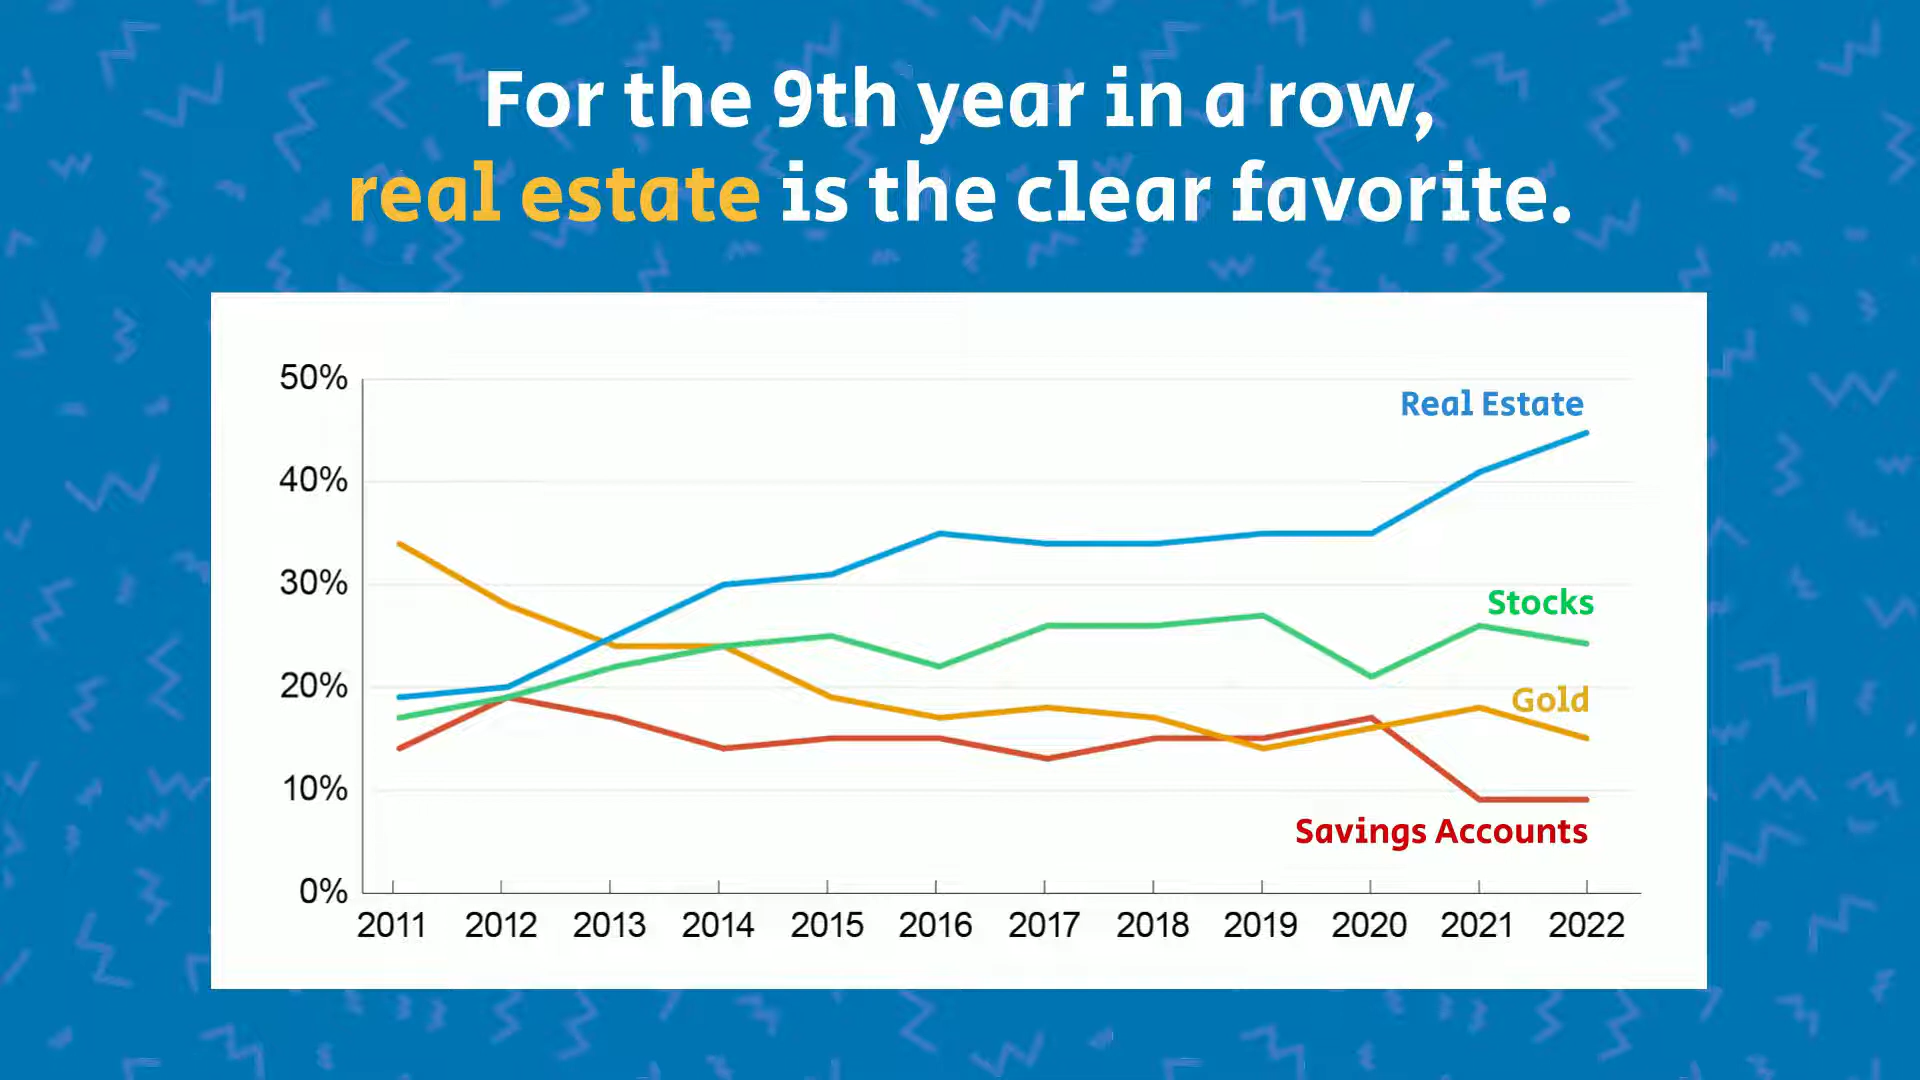 For the 9th year in a row,
real estate is the clear favorite.
50%
Real Estate
40%
30%
Stocks
20%
Gold
10%
Savings Accounts
0%
2011 2012 2013 2014 2015 2016 2017 2018 2019 2020 2021 2022